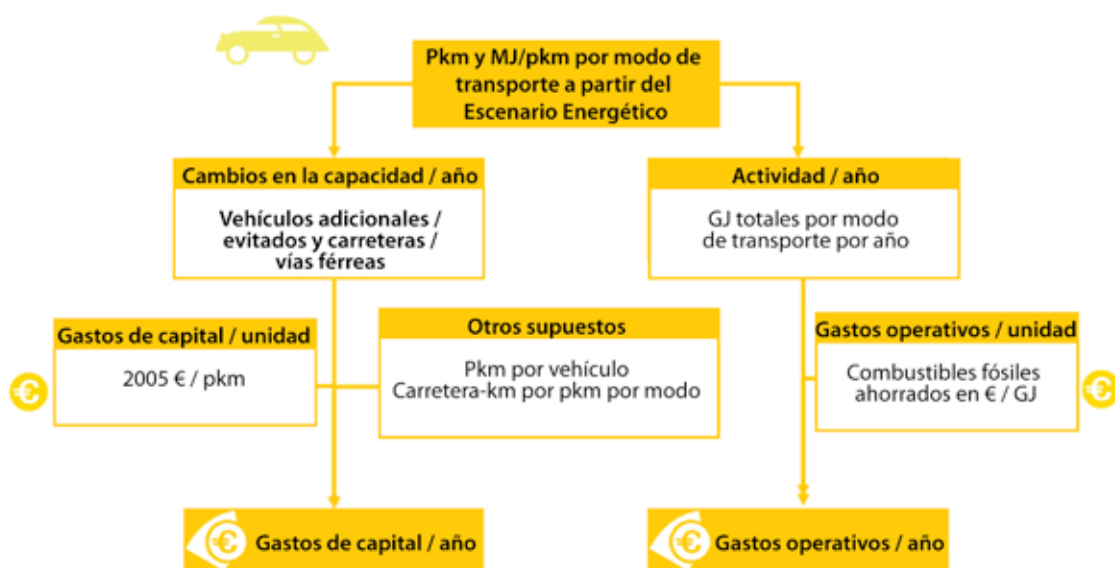 Pkm y MJ/pkm por modo de
transporte a partir del
Escenario Energético
Cambios en la capacidad / año
Vehículos adicionales /
evitados y carreteras /
vías férreas
Actividad / año
GJ totales por modo
de transporte por año
Gastos de capital / unidad
2005 € / pkm
€
Otros supuestos
Pkm por vehículo
Carretera-km por pkm por modo
Gastos operativos / unidad
Combustibles fósiles
ahorrados en € / GJ
€
€ Gastos de capital / año
€ Gastos operativos / año